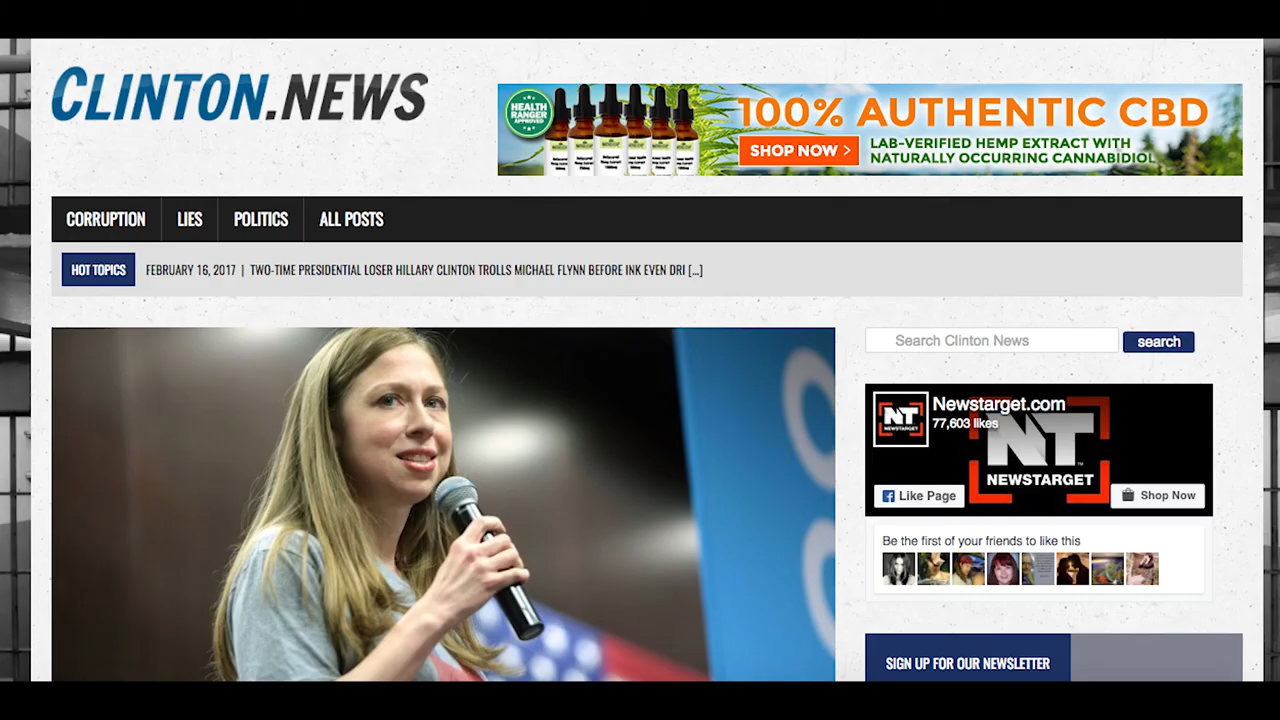 CLINTON.NEWS
HEALTH
RANGER
APPROVED
100% AUTHENTIC CBD
SHOP NOW >
LAB-VERIFIED HEMP EXTRACT WITH
NATURALLY OCCURRING CANNABIDIOL
CORRUPTION LIES POLITICS ALL POSTS
HOT TOPICS FEBRUARY 16, 2017 | TWO-TIME PRESIDENTIAL LOSER HILLARY CLINTON TROLLS MICHAEL FLYNN BEFORE INK EVEN DRI [...]
Search Clinton News search
NT
NEWSTARGET
Newstarget.com
77,603 likes
NT
NEWSTARGET
Like Page Shop Now
Be the first of your friends to like this
SIGN UP FOR OUR NEWSLETTER